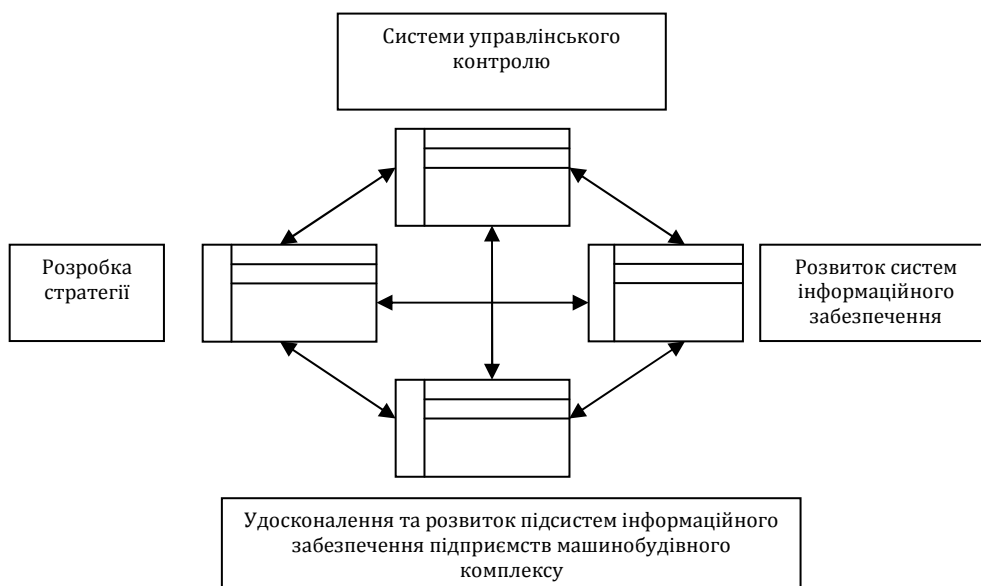 Системи управлінського
контролю
Розробка
стратегії
Розвиток систем
інформаційного
забезпечення
Удосконалення та розвиток підсистем інформаційного
забезпечення підприємств машинобудівного
комплексу